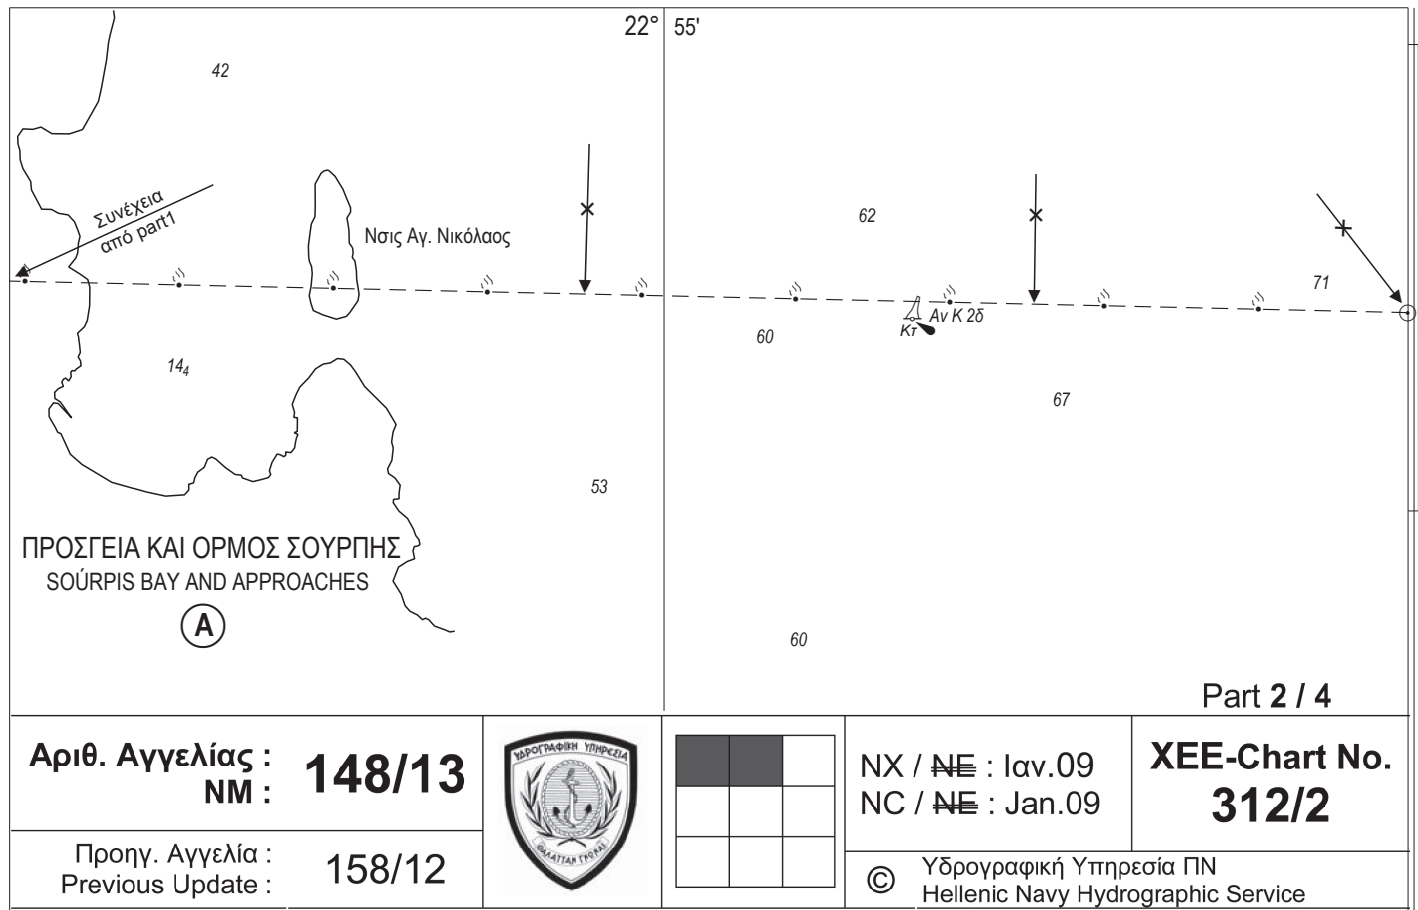 22° 55'
42
Συνέχεια
από part1
62
Νσις Αγ. Νικόλαος
71
Αν Κ 2δ
Κτ
60
14₄
67
53
ΠΡΟΣΓΕΙΑ ΚΑΙ ΟΡΜΟΣ ΣΟΥΡΠΗΣ
SOÚRPIS BAY AND APPROACHES
A
60
Part 2 / 4
Αριθ. Αγγελίας : 148/13
NM :
Προηγ. Αγγελία : 158/12
Previous Update :
ΥΔΡΟΓΡΑΦΙΚΗ ΥΠΗΡΕΣΙΑ
NX / NE : Ιαν.09
NC / NE : Jan.09
ΧΕΕ-Chart No.
312/2
© Υδρογραφική Υπηρεσία ΠΝ
Hellenic Navy Hydrographic Service